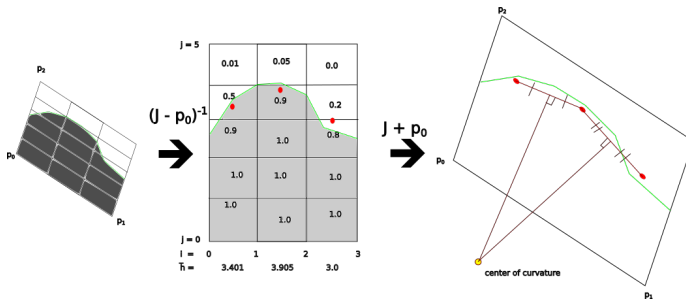 p2
p0
p1
(J - p0)-1
J = 5
0.01 0.05 0.0
0.5 0.9 0.2
0.9 1.0 0.8
1.0 1.0 1.0
1.0 1.0 1.0
J = 0
I = 0 1 2 3
h̄ = 3.401 3.905 3.0
J + p0
p2
p0
center of curvature
p1